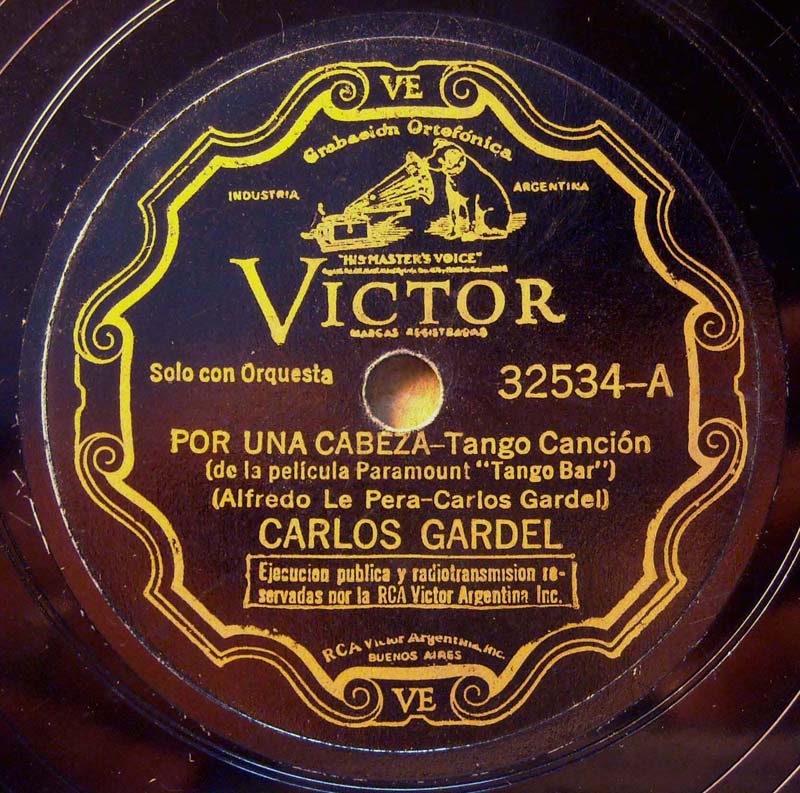 VE
Grabación Ortofónica
INDUSTRIA ARGENTINA
"HIS MASTER'S VOICE"
VICTOR
MARCAS REGISTRADAS
Solo con Orquesta 32534-A
POR UNA CABEZA-Tango Canción
(de la película Paramount "Tango Bar")
(Alfredo Le Pera-Carlos Gardel)
CARLOS GARDEL
Ejecucion publica y radiotransmision re-
servadas por la RCA Victor Argentina Inc.
RCA Victor Argentina, Inc.
BUENOS AIRES
VE